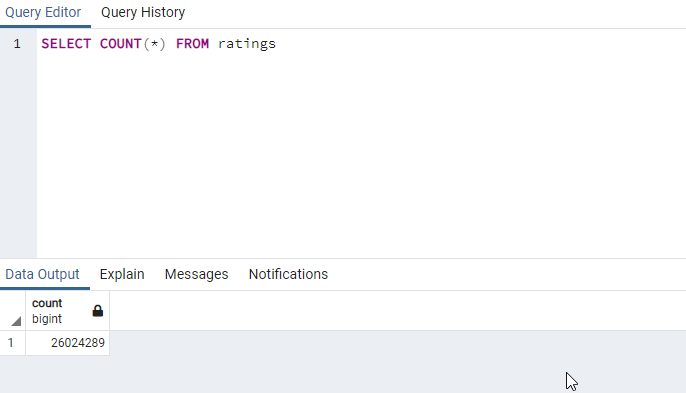 Query Editor Query History
1 SELECT COUNT(*) FROM ratings
Data Output Explain Messages Notifications
count
bigint
1 26024289